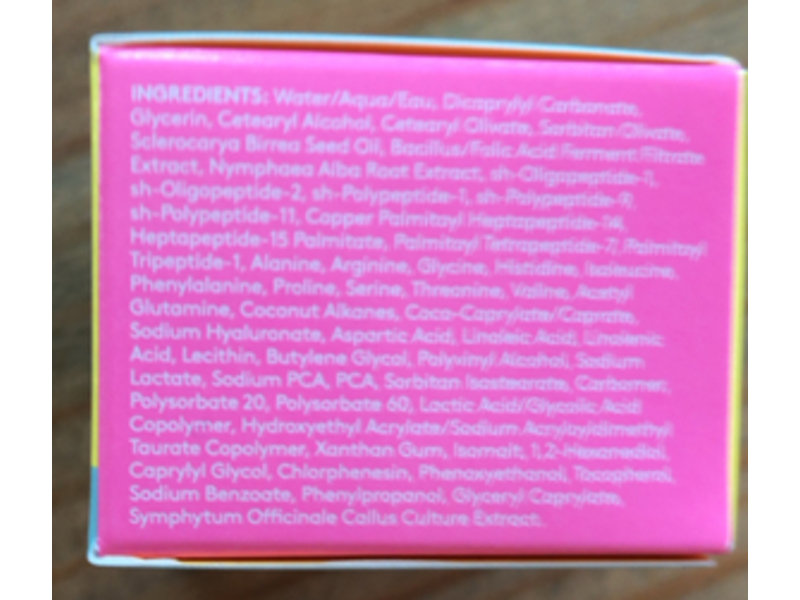 INGREDIENTS: Water/Aqua/Eau, Dicaprylyl Carbonate,
Glycerin, Cetearyl Alcohol, Cetearyl Olivate, Sorbitan Olivate,
Sclerocarya Birrea Seed Oil, Bacillus/Folic Acid Ferment Filtrate
Extract, Nymphaea Alba Root Extract, sh-Oligopeptide-1,
sh-Oligopeptide-2, sh-Polypeptide-1, sh-Polypeptide-9,
sh-Polypeptide-11, Copper Palmitoyl Heptapeptide-14,
Heptapeptide-15 Palmitate, Palmitoyl Tetrapeptide-7, Palmitoyl
Tripeptide-1, Alanine, Arginine, Glycine, Histidine, Isoleucine,
Phenylalanine, Proline, Serine, Threonine, Valine, Acetyl
Glutamine, Coconut Alkanes, Coco-Caprylate/Caprate,
Sodium Hyaluronate, Aspartic Acid, Linoleic Acid, Linolenic
Acid, Lecithin, Butylene Glycol, Polyvinyl Alcohol, Sodium
Lactate, Sodium PCA, PCA, Sorbitan Isostearate, Carbomer,
Polysorbate 20, Polysorbate 60, Lactic Acid/Glycolic Acid
Copolymer, Hydroxyethyl Acrylate/Sodium Acryloyldimethyl
Taurate Copolymer, Xanthan Gum, Isomalt, 1,2-Hexanediol,
Caprylyl Glycol, Chlorphenesin, Phenoxyethanol, Tocopherol,
Sodium Benzoate, Phenylpropanol, Glyceryl Caprylate,
Symphytum Officinale Callus Culture Extract.